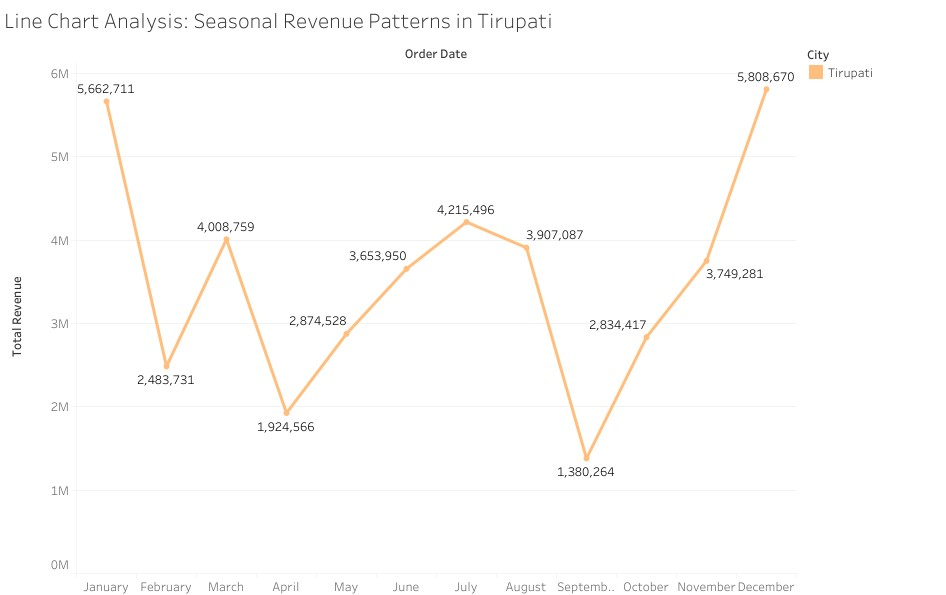 Line Chart Analysis: Seasonal Revenue Patterns in Tirupati
Order Date
City
Tirupati
Total Revenue
6M
5M
4M
3M
2M
1M
0M
5,662,711
2,483,731
4,008,759
1,924,566
2,874,528
3,653,950
4,215,496
3,907,087
1,380,264
2,834,417
3,749,281
5,808,670
January February March April May June July August Septemb.. October November December